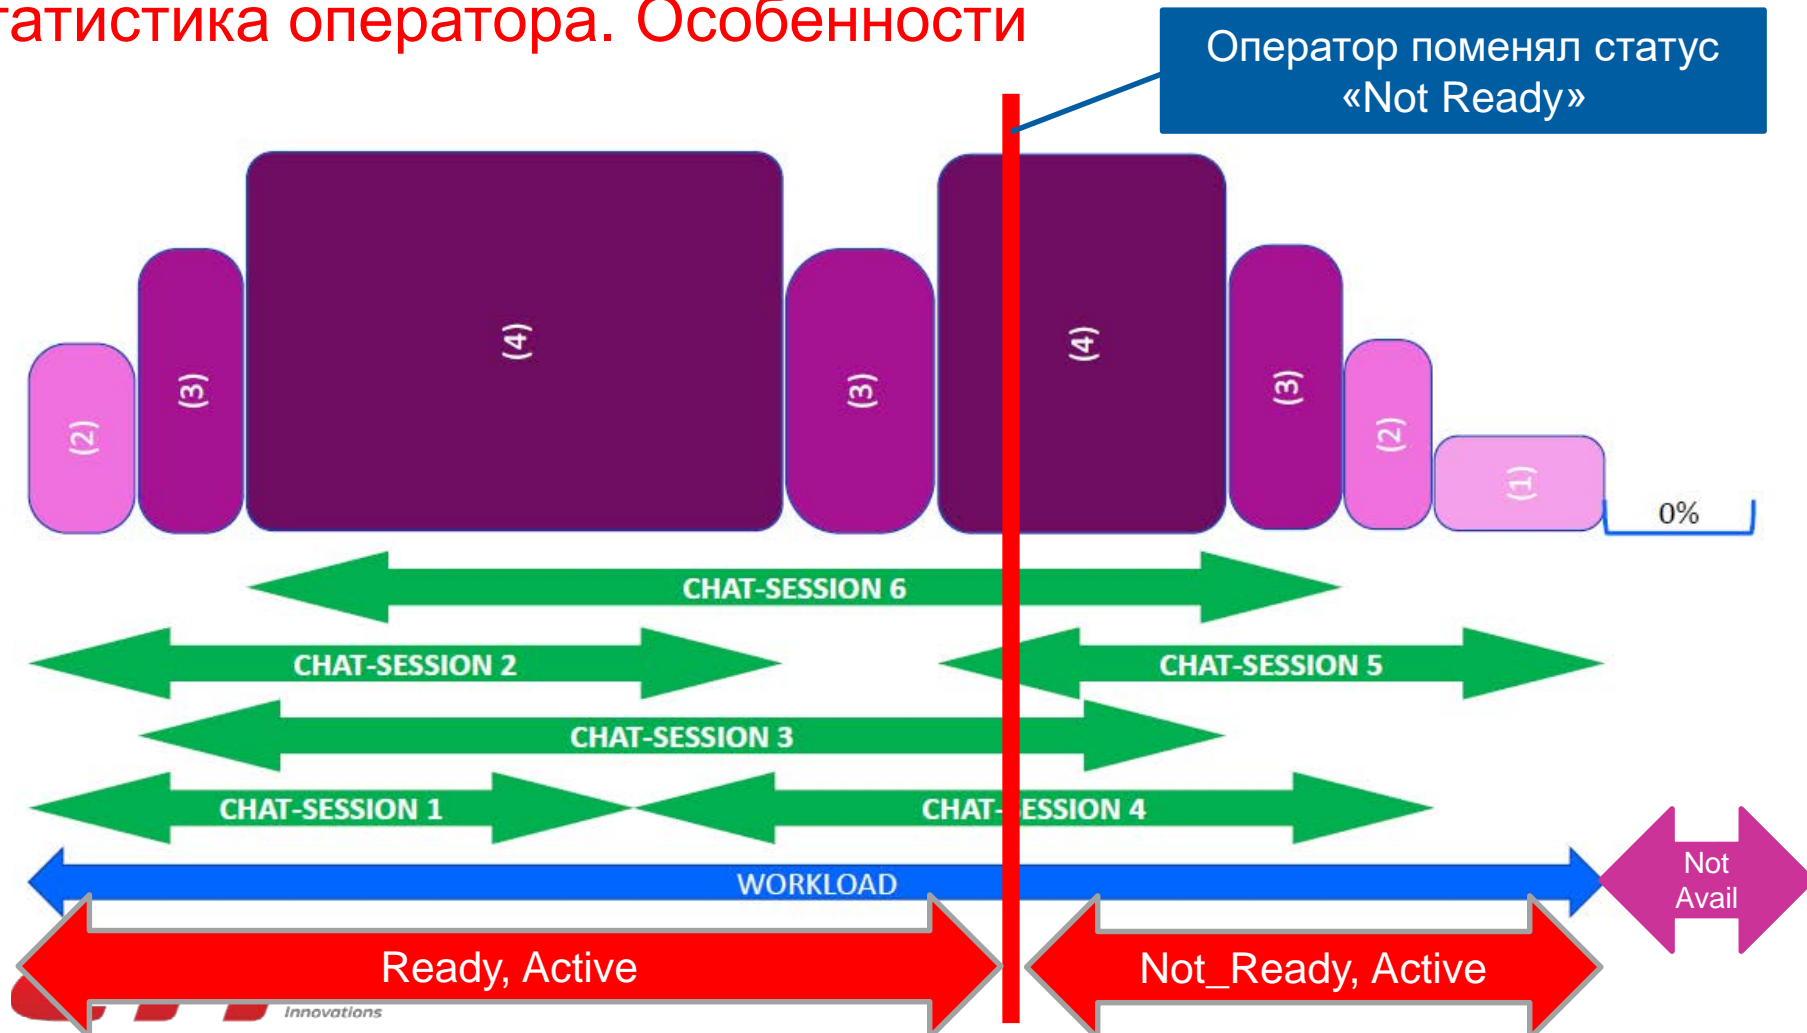 татистика оператора. Особенности
Оператор поменял статус
«Not Ready»
(2)
(3)
(4)
(3)
(4)
(3)
(2)
(1)
0%
CHAT-SESSION 6
CHAT-SESSION 2
CHAT-SESSION 5
CHAT-SESSION 3
CHAT-SESSION 1
CHAT-SESSION 4
WORKLOAD
Not
Avail
Ready, Active
Not_Ready, Active
Innovations